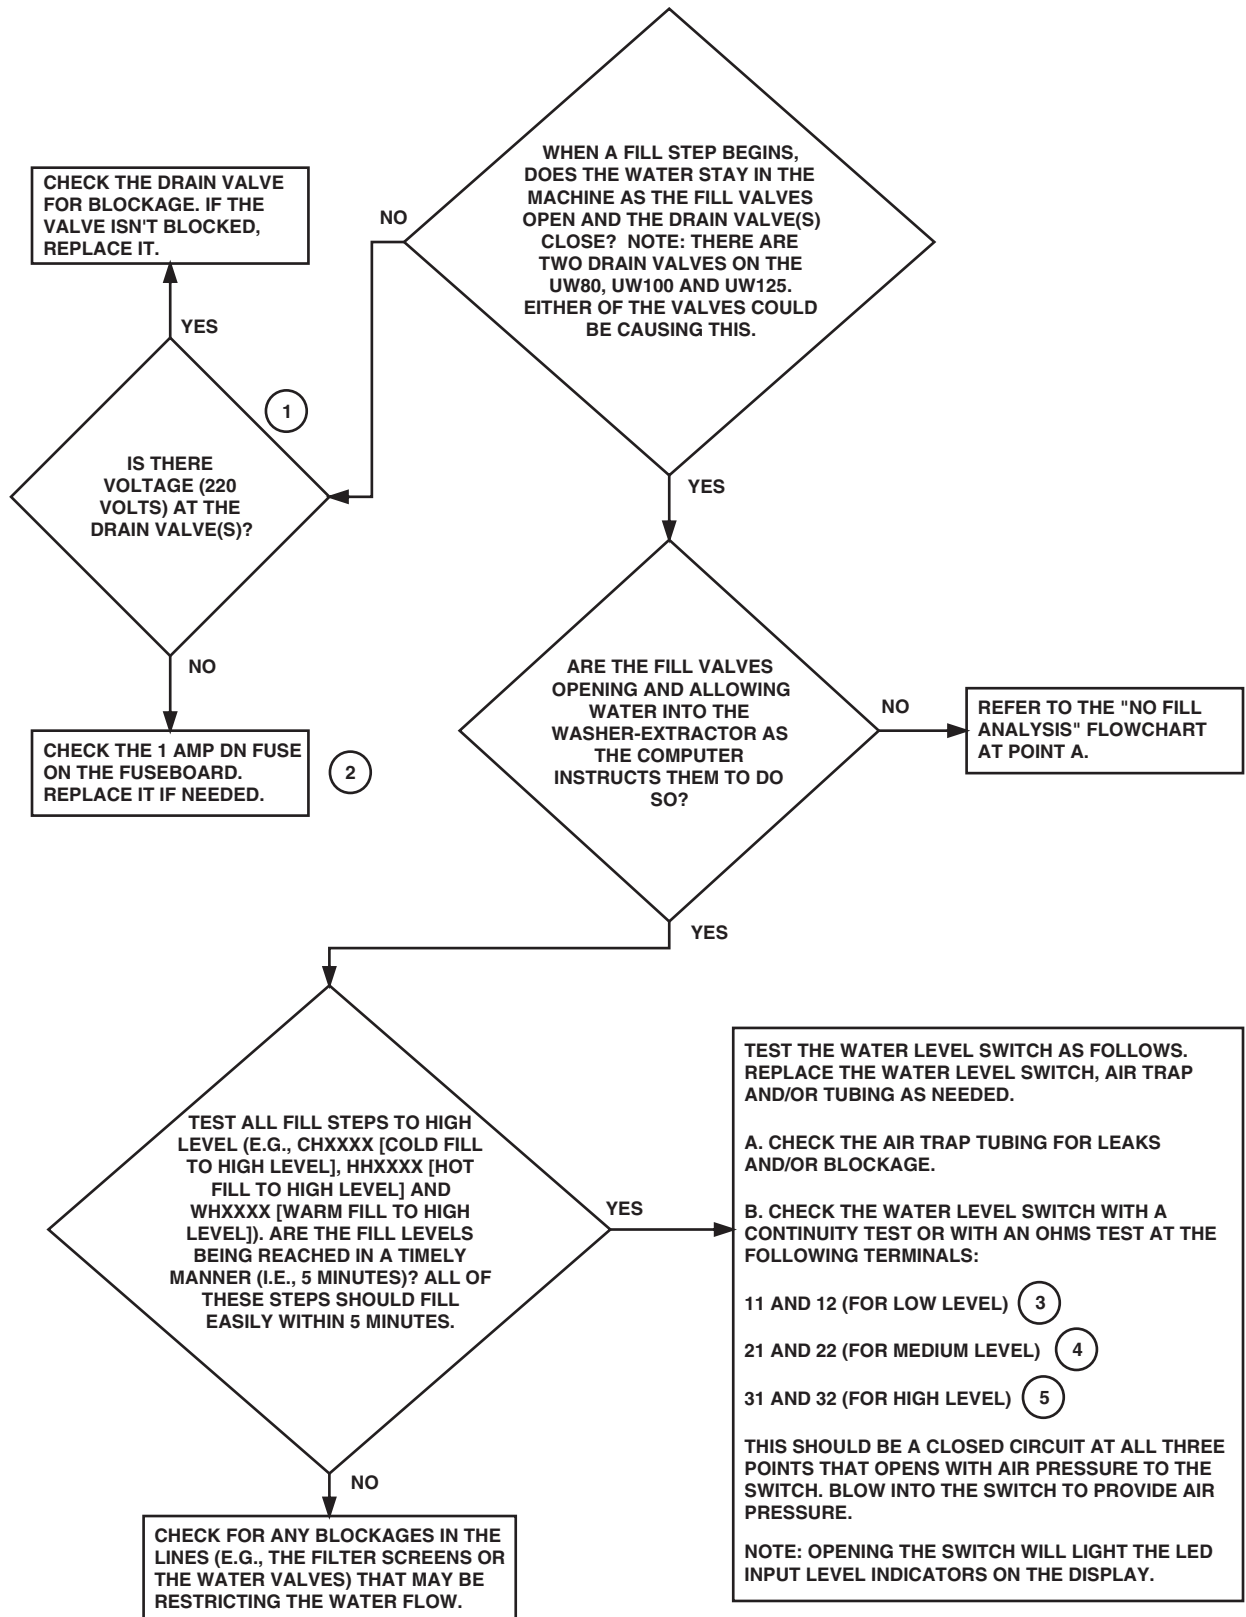 WHEN A FILL STEP BEGINS,
DOES THE WATER STAY IN THE
MACHINE AS THE FILL VALVES
OPEN AND THE DRAIN VALVE(S)
CLOSE? NOTE: THERE ARE
TWO DRAIN VALVES ON THE
UW80, UW100 AND UW125.
EITHER OF THE VALVES COULD
BE CAUSING THIS.
NO
CHECK THE DRAIN VALVE
FOR BLOCKAGE. IF THE
VALVE ISN'T BLOCKED,
REPLACE IT.
YES
1
IS THERE
VOLTAGE (220
VOLTS) AT THE
DRAIN VALVE(S)?
NO
CHECK THE 1 AMP DN FUSE
ON THE FUSEBOARD.
REPLACE IT IF NEEDED.
2
YES
ARE THE FILL VALVES
OPENING AND ALLOWING
WATER INTO THE
WASHER-EXTRACTOR AS
THE COMPUTER
INSTRUCTS THEM TO DO
SO?
NO
REFER TO THE "NO FILL
ANALYSIS" FLOWCHART
AT POINT A.
YES
TEST ALL FILL STEPS TO HIGH
LEVEL (E.G., CHXXXX [COLD FILL
TO HIGH LEVEL], HHXXXX [HOT
FILL TO HIGH LEVEL] AND
WHXXXX [WARM FILL TO HIGH
LEVEL]). ARE THE FILL LEVELS
BEING REACHED IN A TIMELY
MANNER (I.E., 5 MINUTES)? ALL OF
THESE STEPS SHOULD FILL
EASILY WITHIN 5 MINUTES.
YES
TEST THE WATER LEVEL SWITCH AS FOLLOWS.
REPLACE THE WATER LEVEL SWITCH, AIR TRAP
AND/OR TUBING AS NEEDED.
A. CHECK THE AIR TRAP TUBING FOR LEAKS
AND/OR BLOCKAGE.
B. CHECK THE WATER LEVEL SWITCH WITH A
CONTINUITY TEST OR WITH AN OHMS TEST AT THE
FOLLOWING TERMINALS:
11 AND 12 (FOR LOW LEVEL) 3
21 AND 22 (FOR MEDIUM LEVEL) 4
31 AND 32 (FOR HIGH LEVEL) 5
THIS SHOULD BE A CLOSED CIRCUIT AT ALL THREE
POINTS THAT OPENS WITH AIR PRESSURE TO THE
SWITCH. BLOW INTO THE SWITCH TO PROVIDE AIR
PRESSURE.
NOTE: OPENING THE SWITCH WILL LIGHT THE LED
INPUT LEVEL INDICATORS ON THE DISPLAY.
NO
CHECK FOR ANY BLOCKAGES IN THE
LINES (E.G., THE FILTER SCREENS OR
THE WATER VALVES) THAT MAY BE
RESTRICTING THE WATER FLOW.